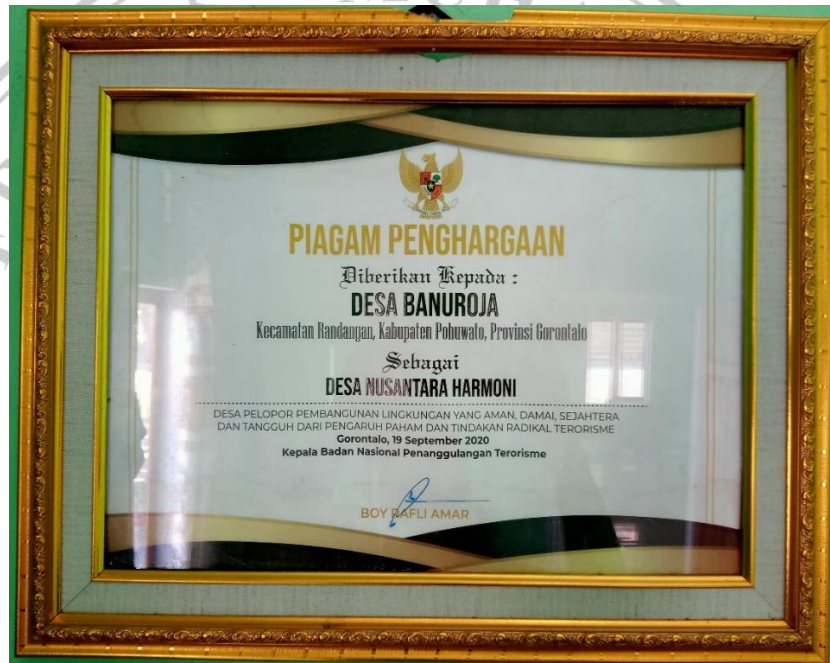 PIAGAM PENGHARGAAN
Diberikan Kepada :
DESA BANUROJA
Kecamatan Randangan, Kabupaten Pohuwato, Provinsi Gorontalo
Sebagai
DESA NUSANTARA HARMONI
DESA PELOPOR PEMBANGUNAN LINGKUNGAN YANG AMAN, DAMAI, SEJAHTERA
DAN TANGGUH DARI PENGARUH PAHAM DAN TINDAKAN RADIKAL TERORISME
Gorontalo, 19 September 2020
Kepala Badan Nasional Penanggulangan Terorisme
BOY RAFLI AMAR